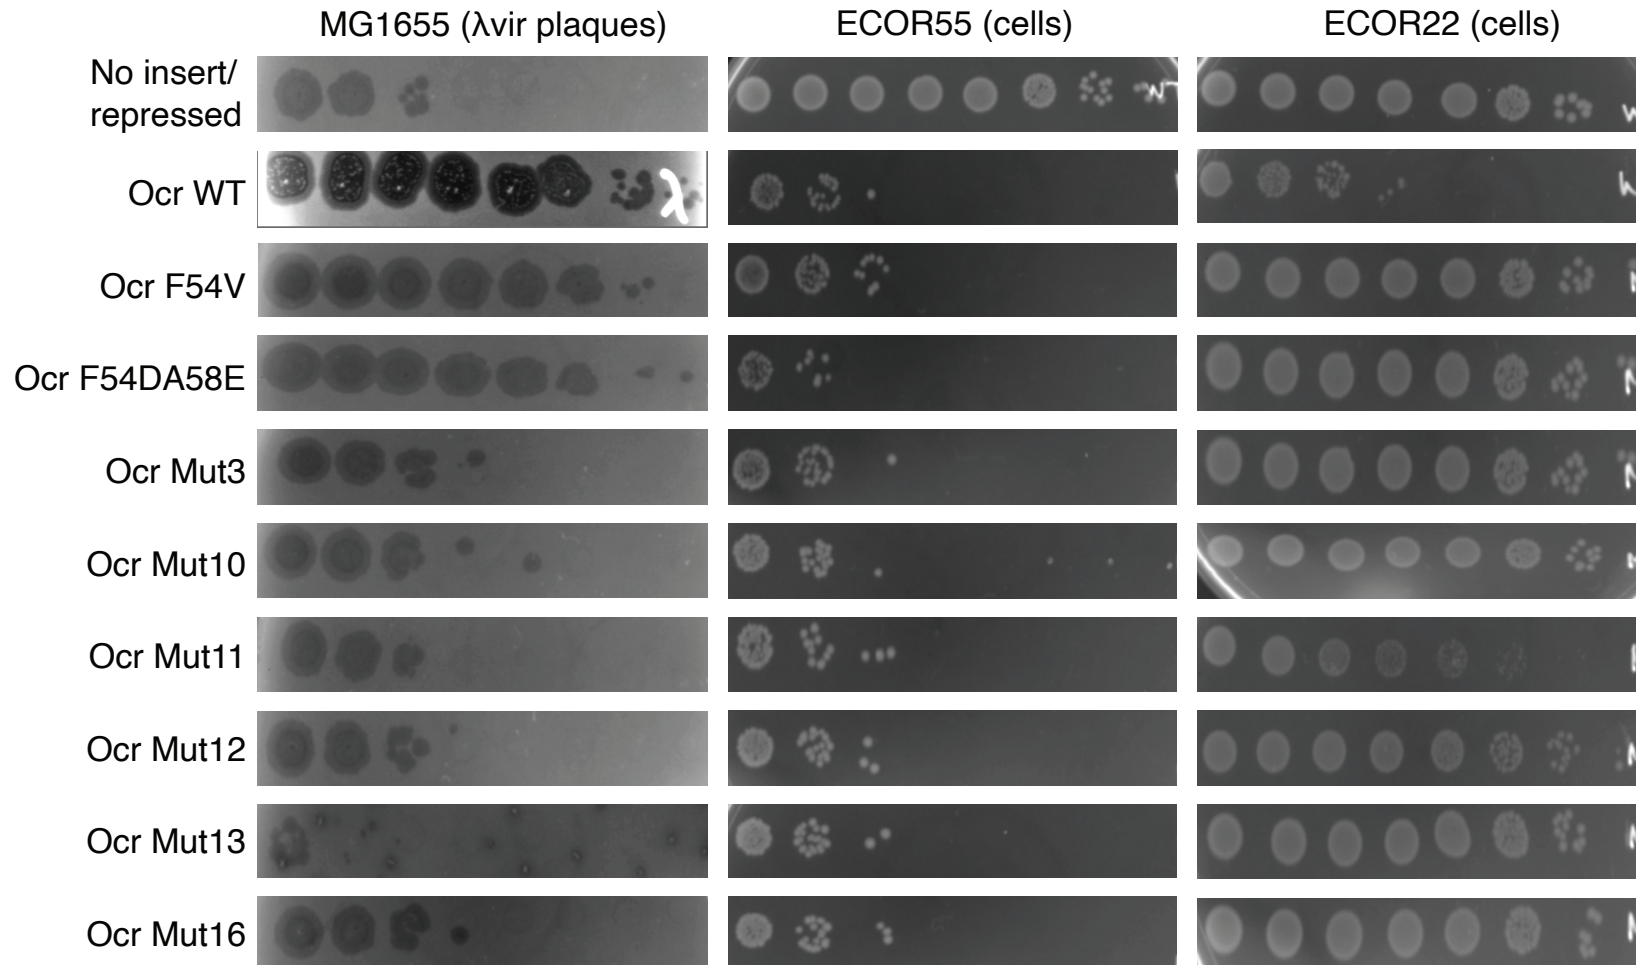 MG1655 (λvir plaques)
ECOR55 (cells)
ECOR22 (cells)
No insert/
repressed
Ocr WT
λ
Ocr F54V
Ocr F54DA58E
Ocr Mut3
Ocr Mut10
Ocr Mut11
Ocr Mut12
Ocr Mut13
Ocr Mut16